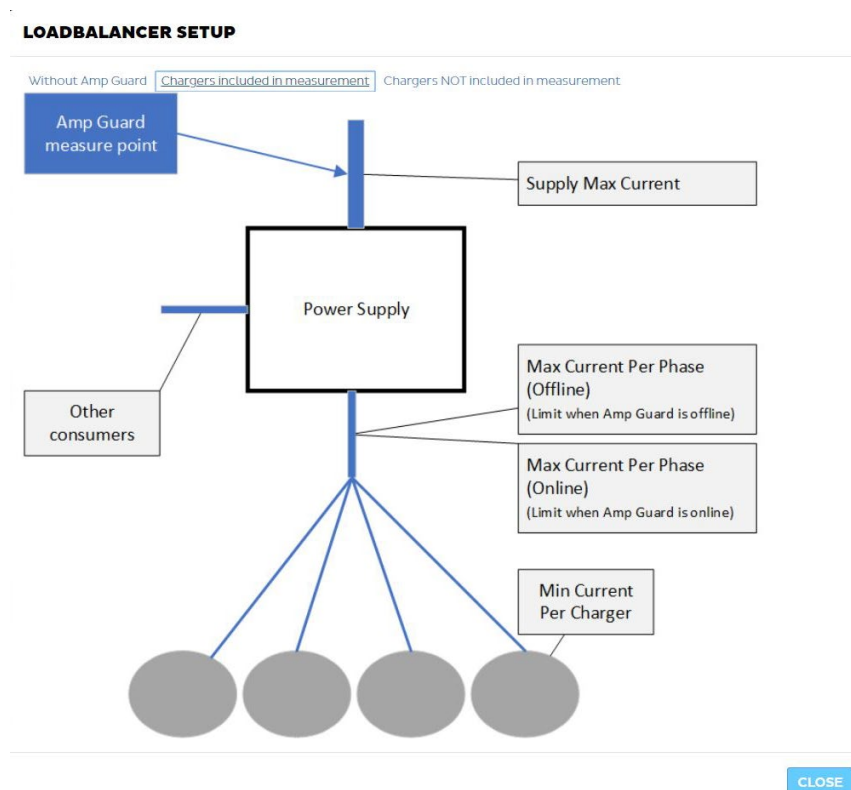 LOADBALANCER SETUP
Without Amp Guard Chargers included in measurement Chargers NOT included in measurement
Amp Guard
measure point
Supply Max Current
Power Supply
Max Current Per Phase
(Offline)
(Limit when Amp Guard is offline)
Other
consumers
Max Current Per Phase
(Online)
(Limit when Amp Guard is online)
Min Current
Per Charger
CLOSE